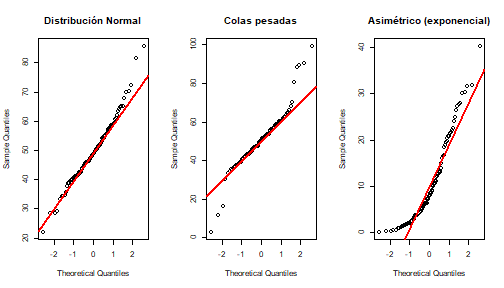 Distribución Normal
Sample Quantiles
20 30 40 50 60 70 80
-2 -1 0 1 2
Theoretical Quantiles
Colas pesadas
Sample Quantiles
0 20 40 60 80 100
-2 -1 0 1 2
Theoretical Quantiles
Asimétrico (exponencial)
Sample Quantiles
0 10 20 30 40
-2 -1 0 1 2
Theoretical Quantiles